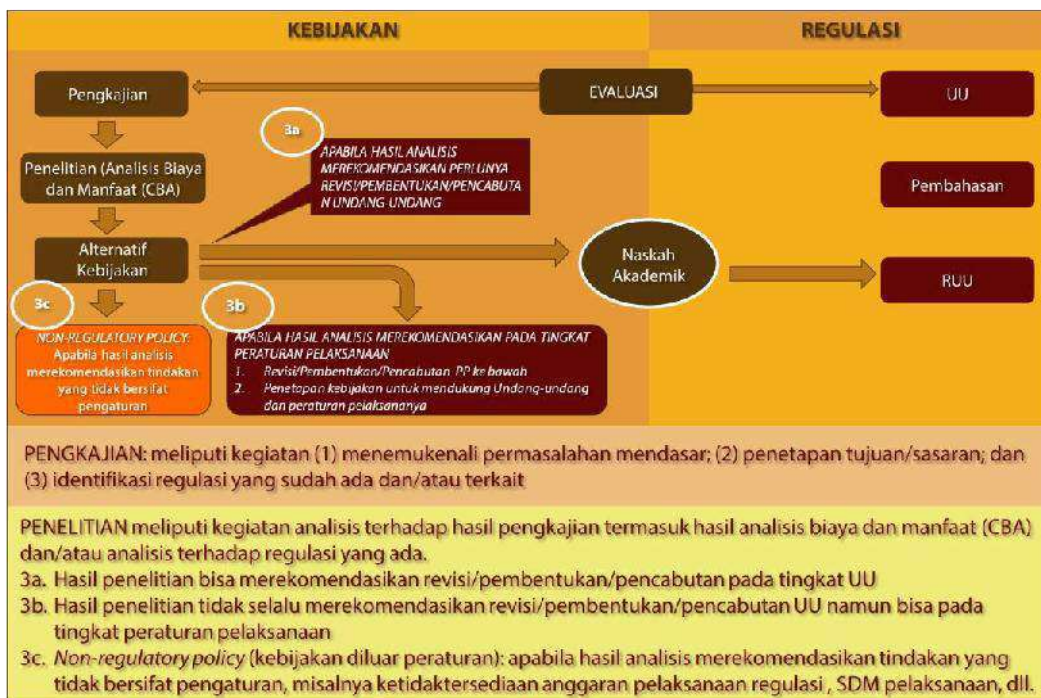 KEBIJAKAN
REGULASI
Pengkajian
EVALUASI
UU
3a
APABILA HASIL ANALISIS
MEREKOMENDASIKAN PERLUNYA
REVISI/PEMBENTUKAN/PENCABUTA
N UNDANG UNDANG
Penelitian (Analisis Biaya
dan Manfaat (CBA)
Pembahasan
Alternatif
Kebijakan
Naskah
Akademik
RUU
3c
3b
NON-REGULATORY POLICY:
Apabila hasil analisis
merekomendasikan tindakan
yang tidak bersifat
pengaturan
APABILA HASIL ANALISIS MEREKOMENDASIKAN PADA TINGKAT
PERATURAN PELAKSANAAN
1. Revisi/Pembentukan/Pencabutan PP ke bawah
2. Penetapan kebijakan untuk mendukung Undang-undang
dan peraturan pelaksananya
PENGKAJIAN: meliputi kegiatan (1) menemukenali permasalahan mendasar; (2) penetapan tujuan/sasaran; dan
(3) identifikasi regulasi yang sudah ada dan/atau terkait
PENELITIAN meliputi kegiatan analisis terhadap hasil pengkajian termasuk hasil analisis biaya dan manfaat (CBA)
dan/atau analisis terhadap regulasi yang ada.
3a. Hasil penelitian bisa merekomendasikan revisi/pembentukan/pencabutan pada tingkat UU
3b. Hasil penelitian tidak selalu merekomendasikan revisi/pembentukan/pencabutan UU namun bisa pada
tingkat peraturan pelaksanaan
3c. Non-regulatory policy (kebijakan diluar peraturan): apabila hasil analisis merekomendasikan tindakan yang
tidak bersifat pengaturan, misalnya ketidaktersediaan anggaran pelaksanaan regulasi , SDM pelaksanaan, dll.